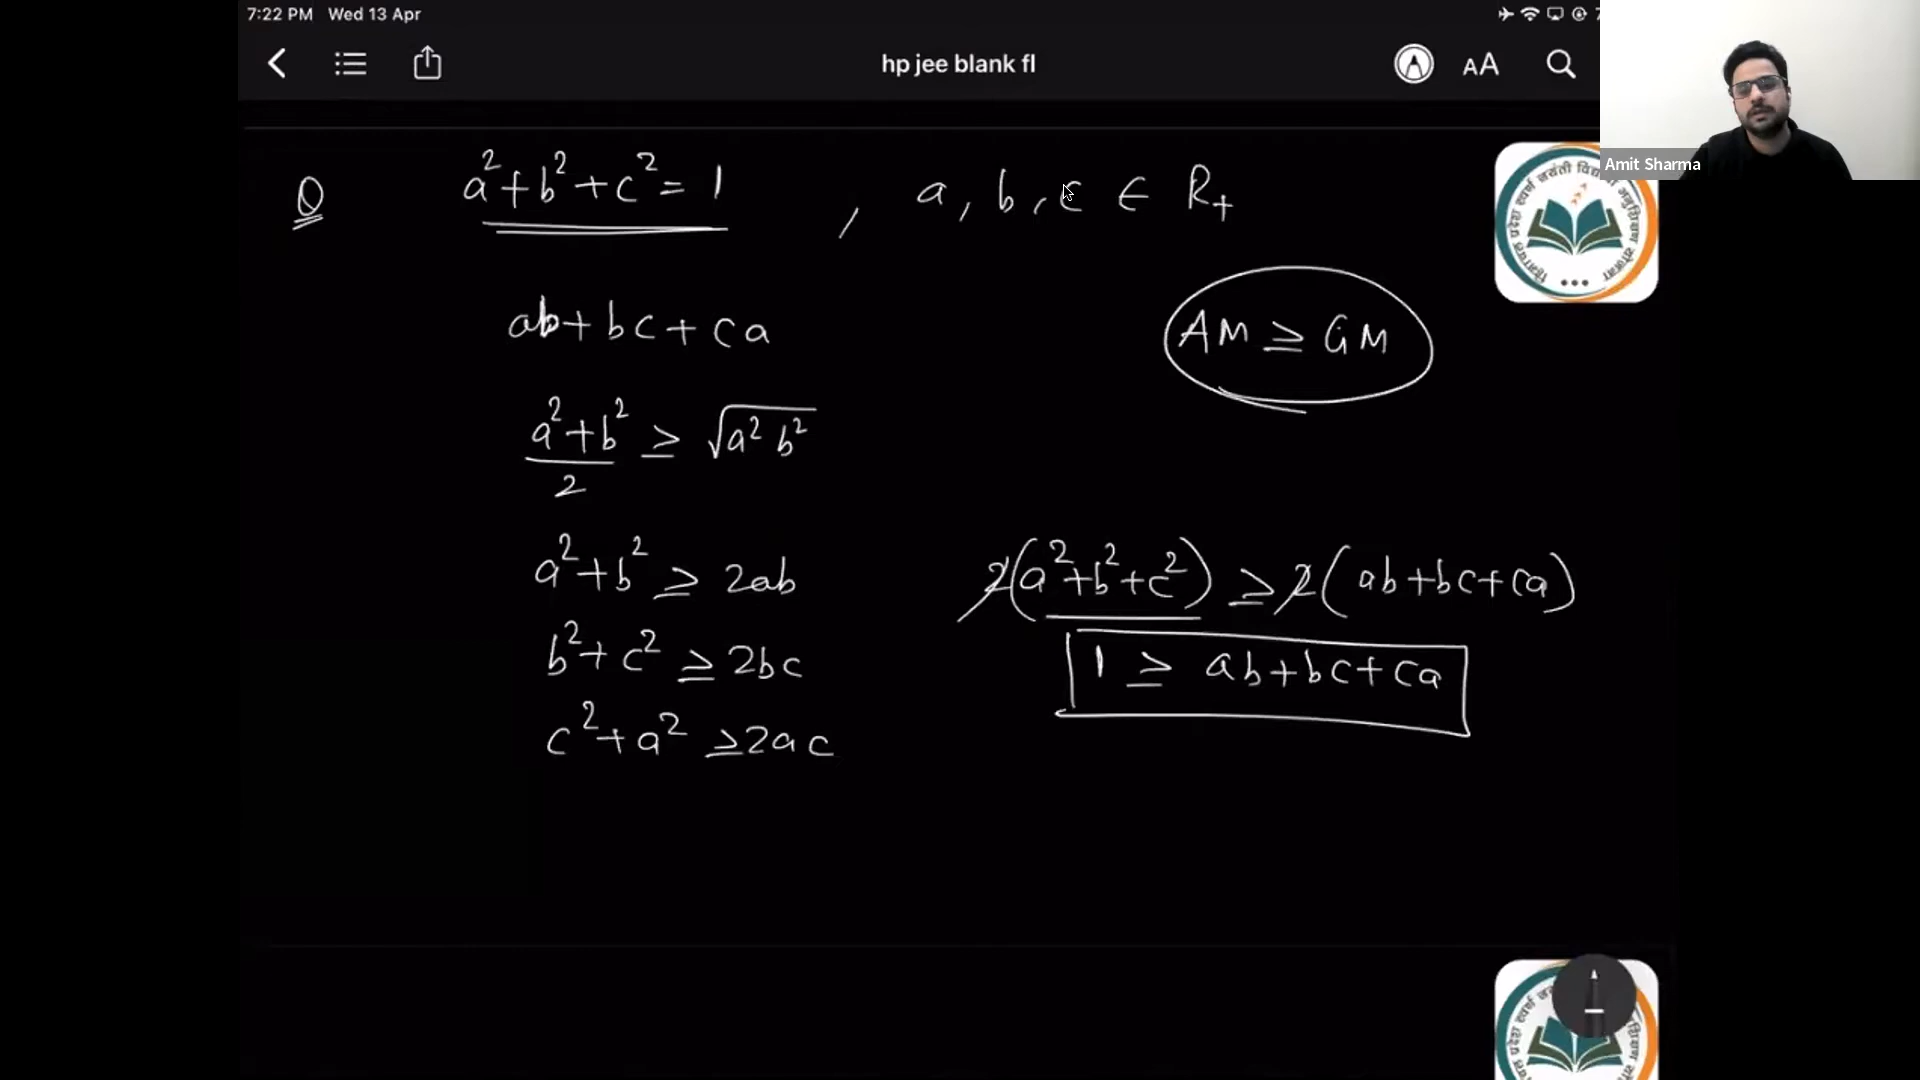 7:22 PM Wed 13 Apr
hp jee blank fl
AA
Amit Sharma
Q a²+b²+c²=1 , a, b, c ∈ R+
ab+bc+ca
AM ≥ GM
(a²+b²)/2 ≥ √(a² b²)
a²+b² ≥ 2ab
b²+c² ≥ 2bc
c²+a² ≥ 2ac
2(a²+b²+c²) ≥ 2(ab+bc+ca)
1 ≥ ab+bc+ca